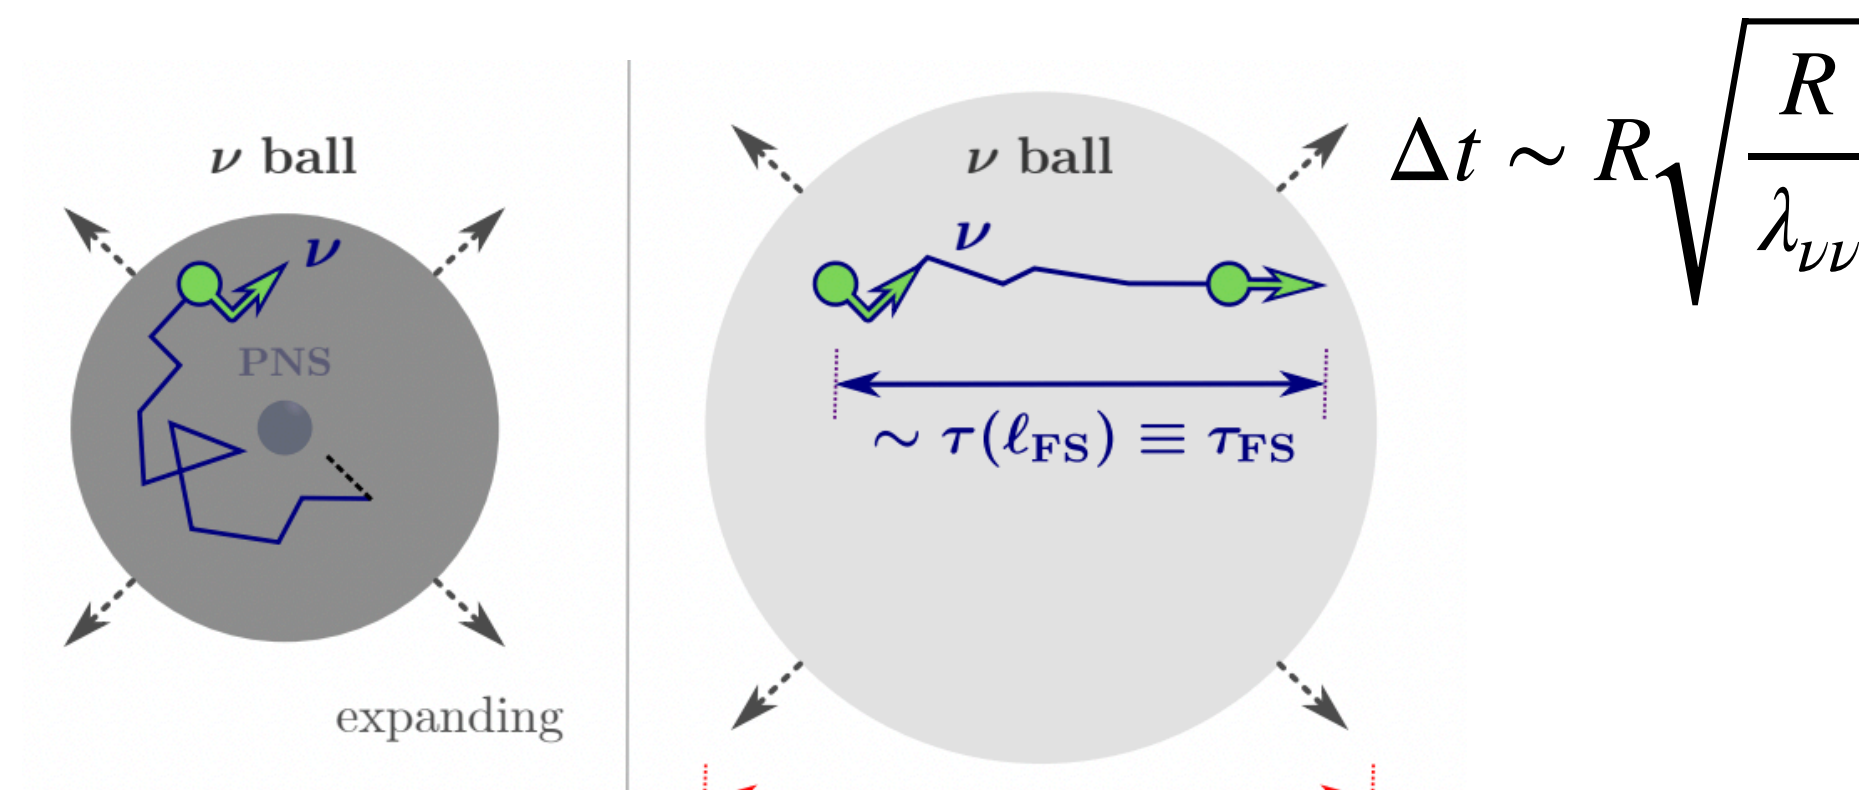 ν ball
ν
PNS
expanding
ν ball
ν
∼ τ(ℓ_FS) ≡ τ_FS
Δt ∼ R√(R/λ_νν)